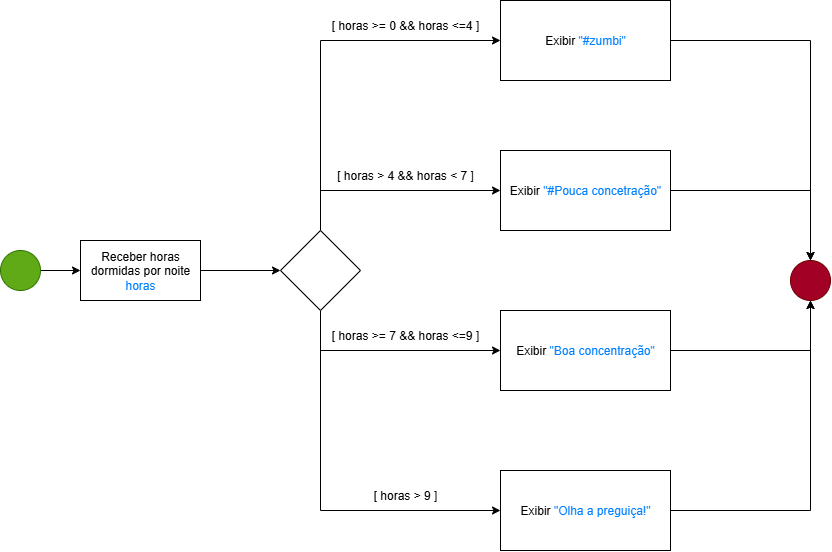 [ horas >= 0 && horas <=4 ]
Exibir "#zumbi"
[ horas > 4 && horas < 7 ]
Exibir "#Pouca concetração"
Receber horas
dormidas por noite
horas
[ horas >= 7 && horas <=9 ]
Exibir "Boa concentração"
[ horas > 9 ]
Exibir "Olha a preguiça!"